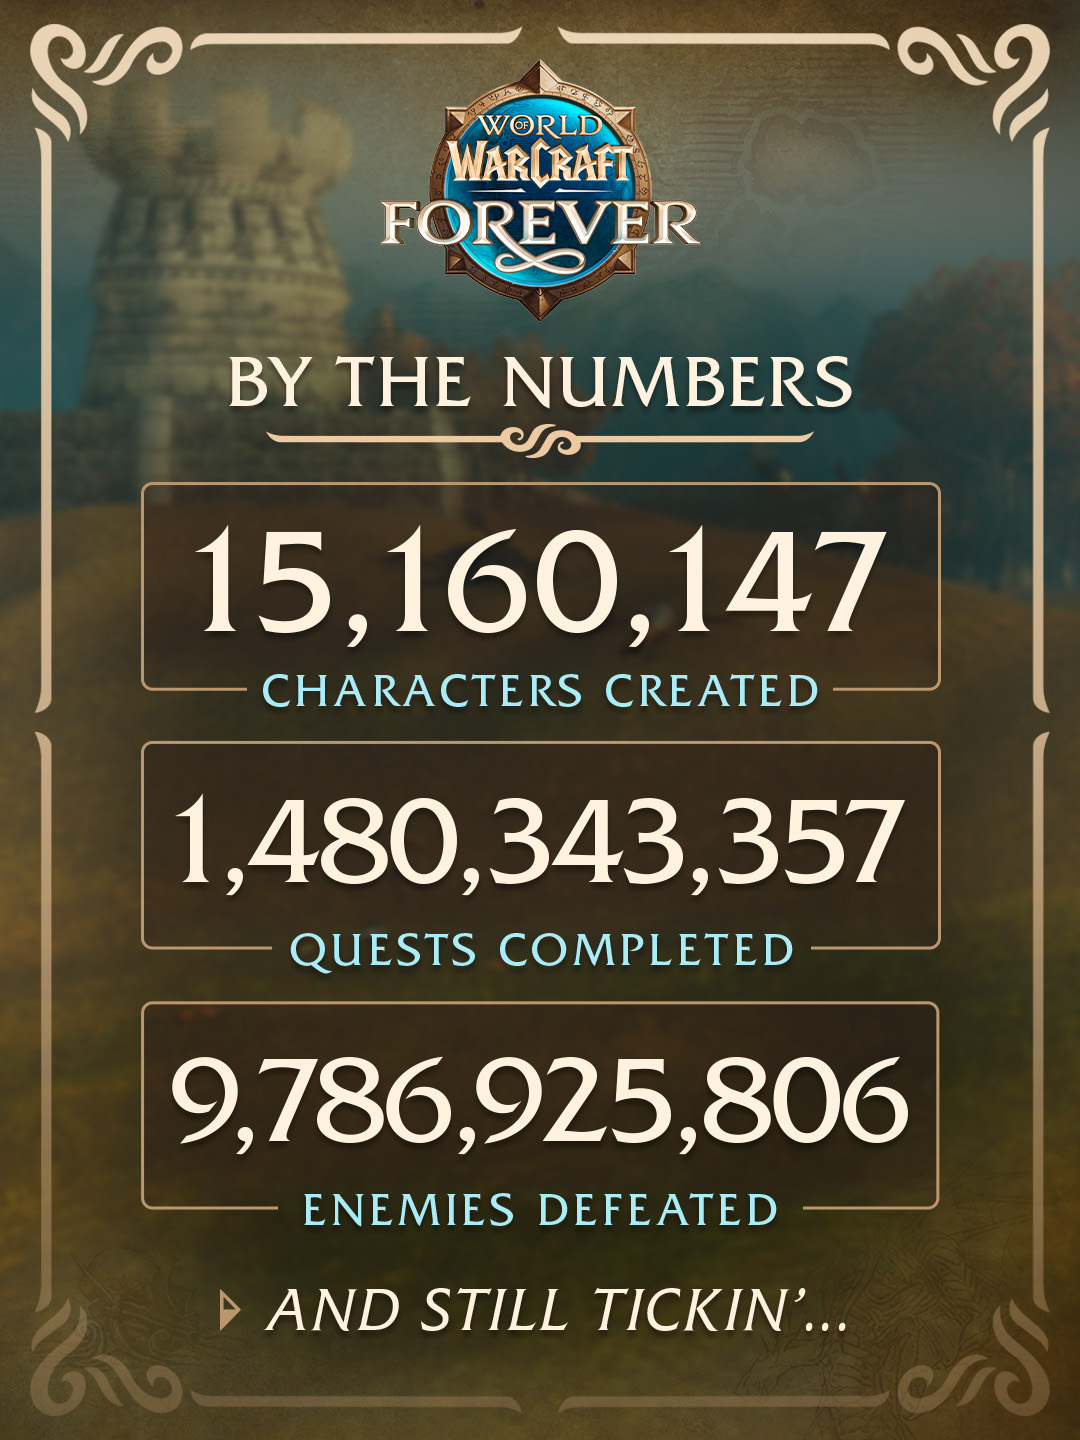 WORLD
OF
WARCRAFT
FOREVER
BY THE NUMBERS
15,160,147
CHARACTERS CREATED
1,480,343,357
QUESTS COMPLETED
9,786,925,806
ENEMIES DEFEATED
AND STILL TICKIN’...